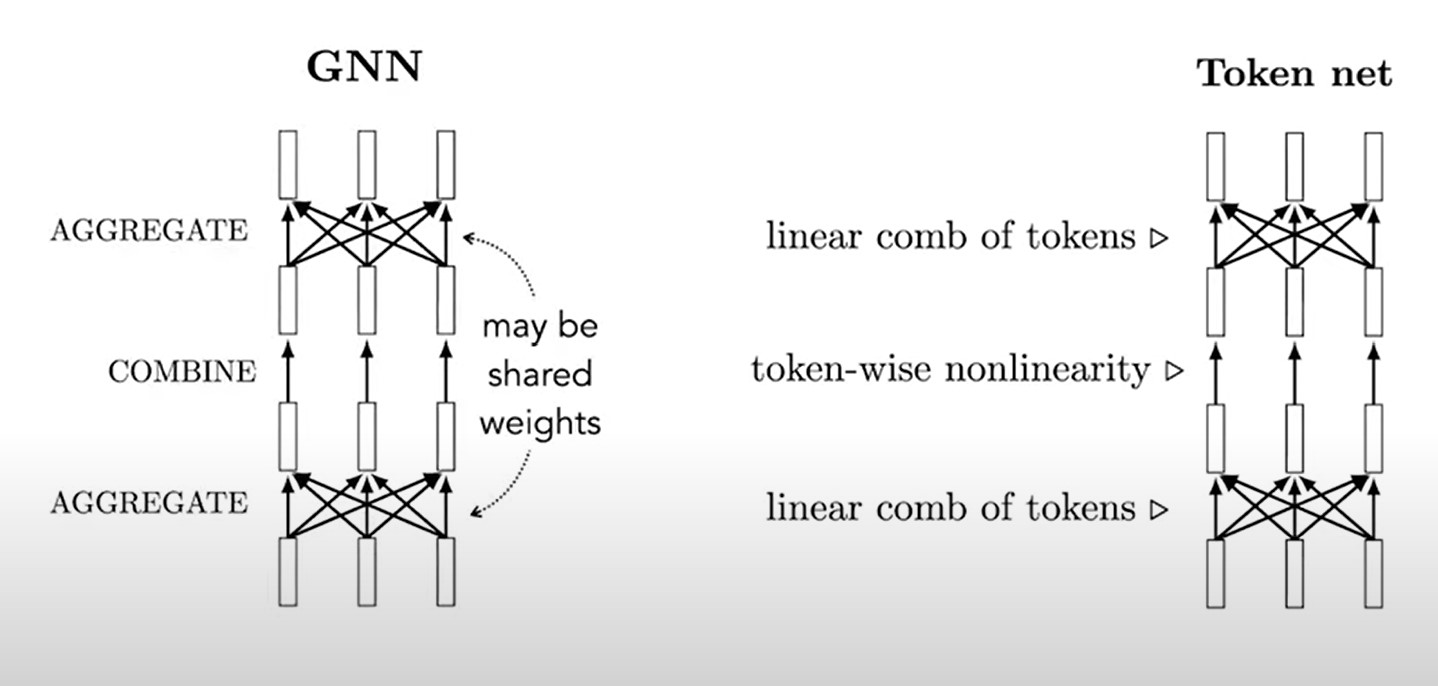 GNN
AGGREGATE
COMBINE
AGGREGATE
may be
shared
weights
Token net
linear comb of tokens ▷
token-wise nonlinearity ▷
linear comb of tokens ▷